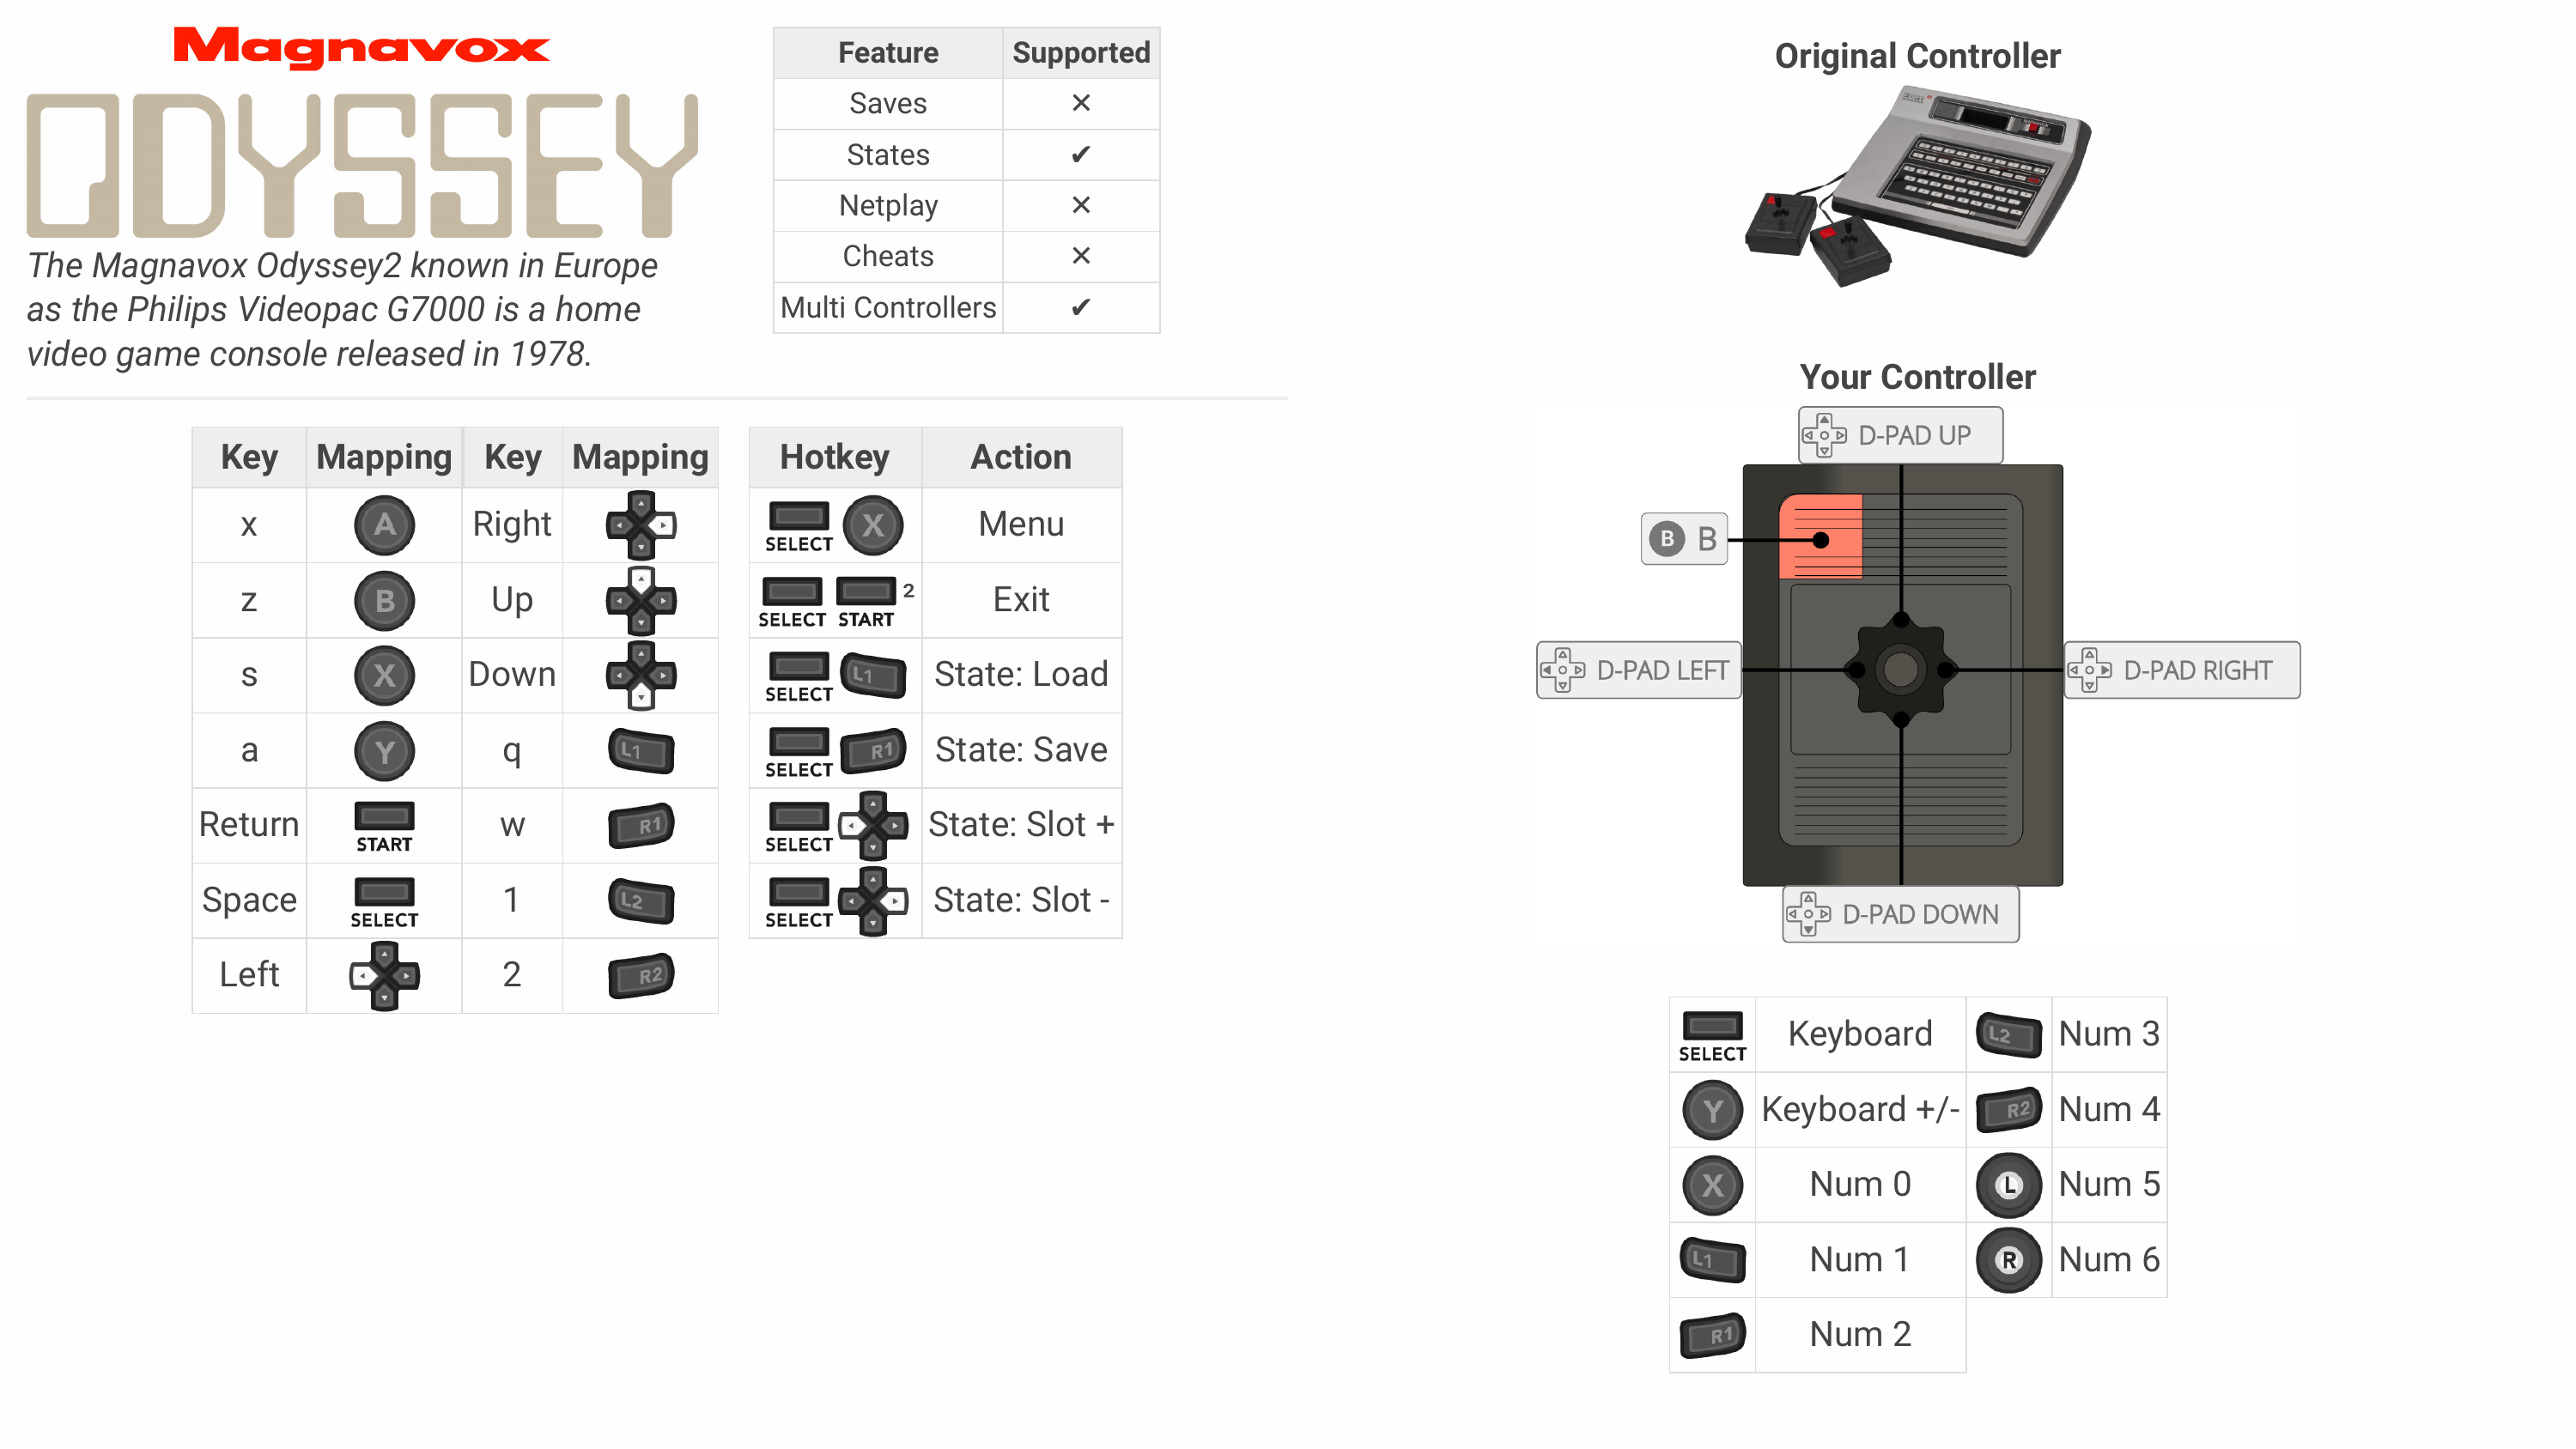 Magnavox
ODYSSEY
The Magnavox Odyssey2 known in Europe
as the Philips Videopac G7000 is a home
video game console released in 1978.
Feature Supported
Saves ✕
States ✔
Netplay ✕
Cheats ✕
Multi Controllers ✔
Key Mapping Key Mapping
x A Right
z B Up
s X Down
a Y q L1
Return START w R1
Space SELECT 1 L2
Left 2 R2
Hotkey Action
SELECT X Menu
SELECT START 2 Exit
SELECT L1 State: Load
SELECT R1 State: Save
SELECT State: Slot +
SELECT State: Slot -
Original Controller
Your Controller
D-PAD UP
B B
D-PAD LEFT
D-PAD RIGHT
D-PAD DOWN
SELECT Keyboard L2 Num 3
Y Keyboard +/- R2 Num 4
X Num 0 L Num 5
L1 Num 1 R Num 6
R1 Num 2